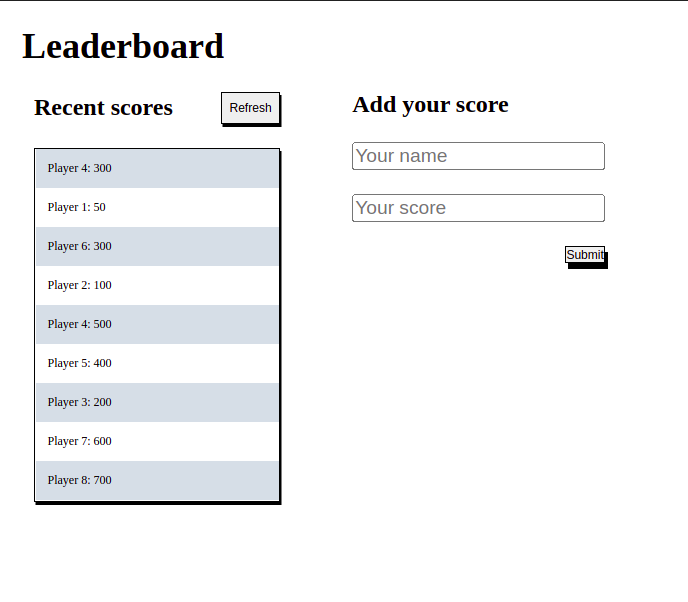 Leaderboard
Recent scores
Refresh
Player 4: 300
Player 1: 50
Player 6: 300
Player 2: 100
Player 4: 500
Player 5: 400
Player 3: 200
Player 7: 600
Player 8: 700
Add your score
Your name
Your score
Submit